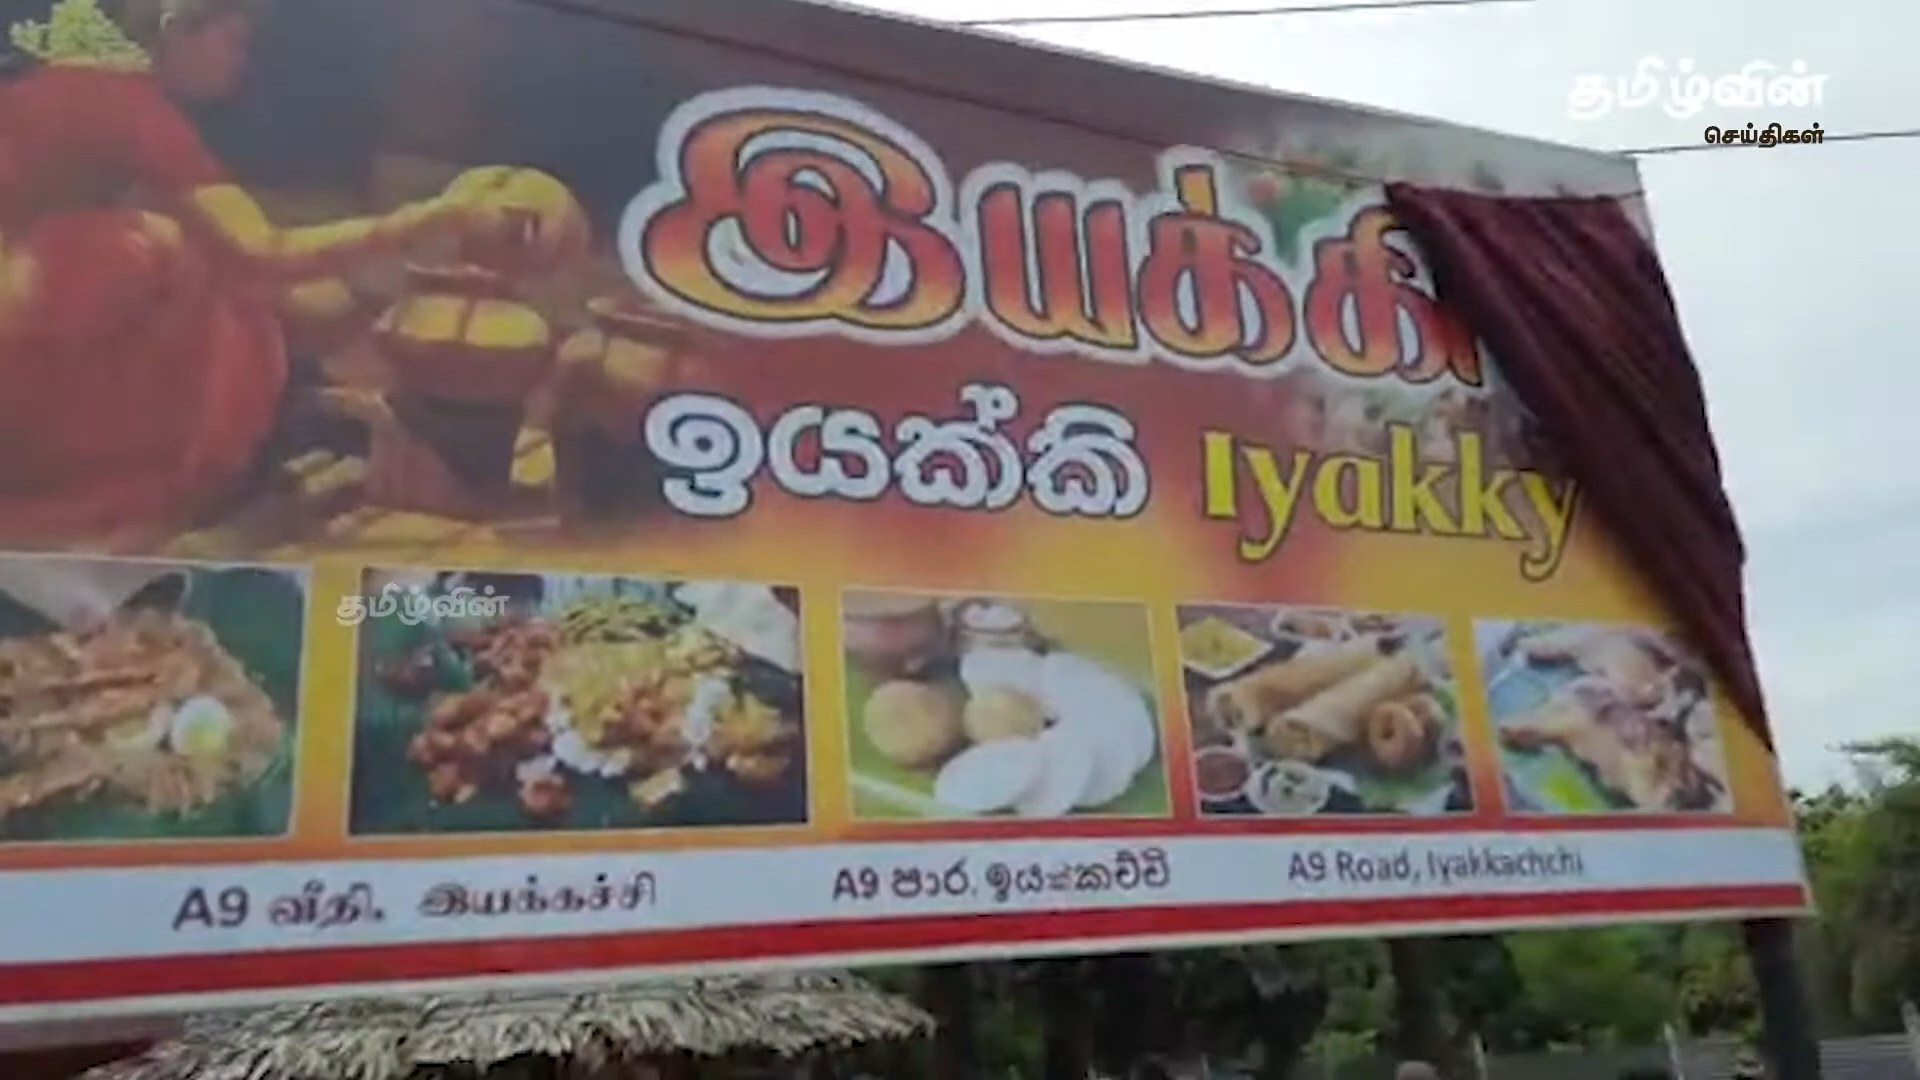 தமிழ்வின்
செய்திகள்
இயக்கி
ඉයක්කි Iyakky
தமிழ்வின்
A9 வீதி, இயக்கச்சி
A9 පාර, ඉයක්කච්චි
A9 Road, Iyakkachchi